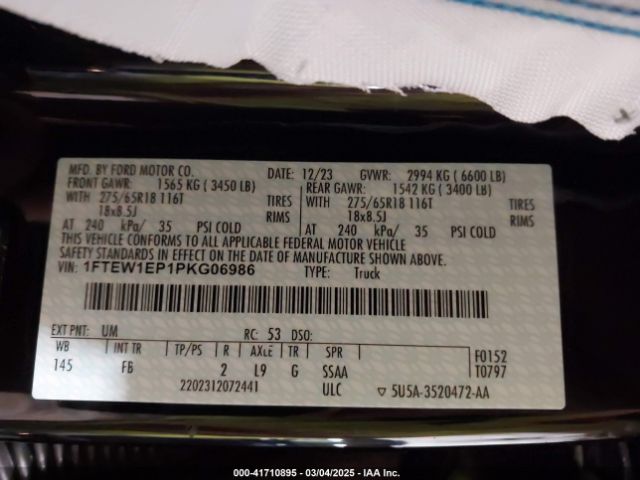 MFD. BY FORD MOTOR CO. DATE: 12/23 GVWR: 2994 KG ( 6600 LB)
FRONT GAWR: 1565 KG ( 3450 LB) REAR GAWR: 1542 KG ( 3400 LB)
WITH 275/65R18 116T TIRES WITH 275/65R18 116T TIRES
18x8.5J RIMS 18x8.5J RIMS
AT 240 kPa/ 35 PSI COLD AT 240 kPa/ 35 PSI COLD
THIS VEHICLE CONFORMS TO ALL APPLICABLE FEDERAL MOTOR VEHICLE
SAFETY STANDARDS IN EFFECT ON THE DATE OF MANUFACTURE SHOWN ABOVE.
VIN: 1FTEW1EP1PKG06986 TYPE: Truck
EXT PNT: UM RC: 53 DSO:
WB INT TR TP/PS R AXLE TR SPR F0152
145 FB 2 L9 G SSAA T0797
2202312072441 ULC ▽ 5U5A-3520472-AA
000-41710895 - 03/04/2025 - IAA Inc.